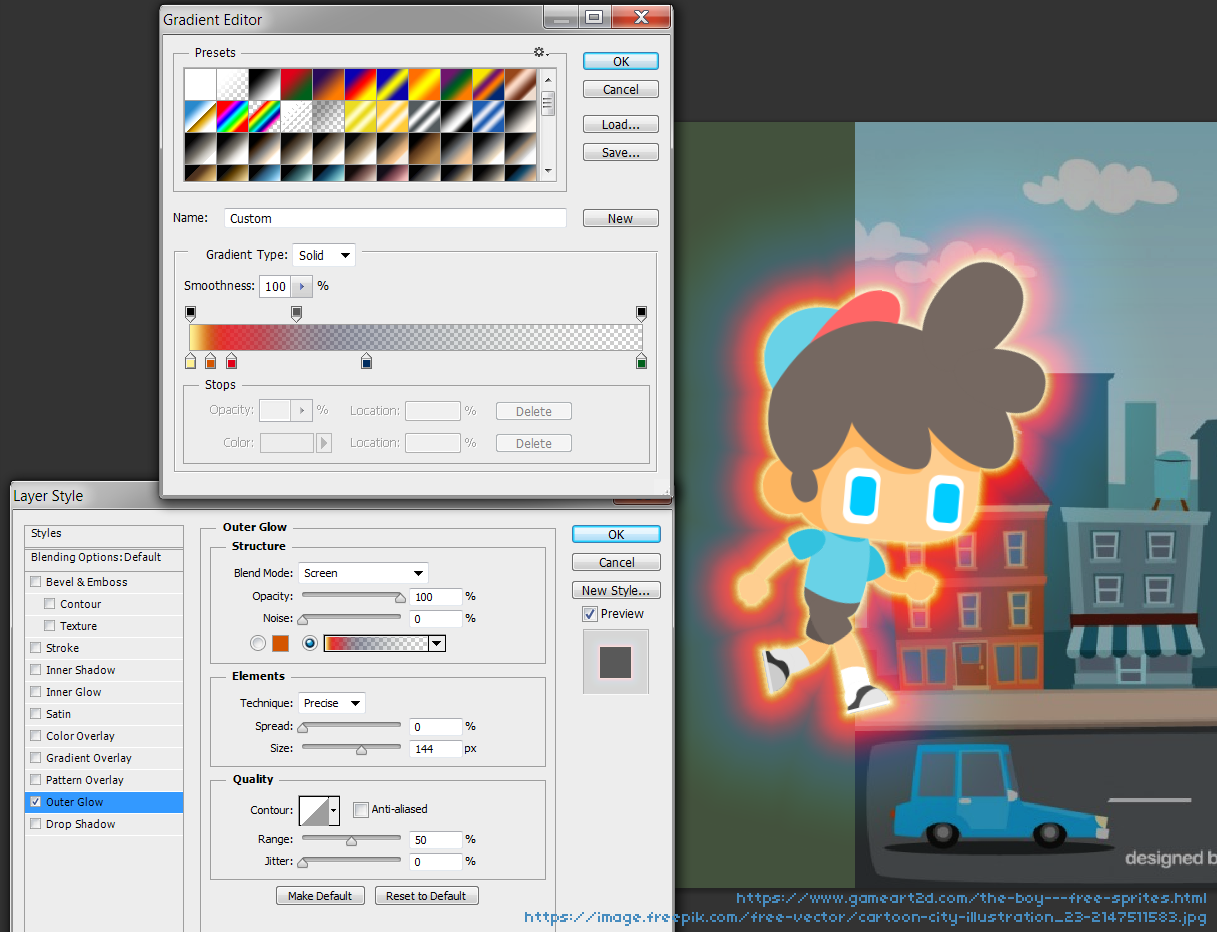 Gradient Editor
Presets
OK
Cancel
Load...
Save...
Name: Custom New
Gradient Type: Solid
Smoothness: 100 %
Stops
Opacity: % Location: % Delete
Color: Location: % Delete
Layer Style
Styles
Blending Options:Default
Bevel & Emboss
Contour
Texture
Stroke
Inner Shadow
Inner Glow
Satin
Color Overlay
Gradient Overlay
Pattern Overlay
Outer Glow
Drop Shadow
Outer Glow
Structure
Blend Mode: Screen
Opacity: 100 %
Noise: 0 %
Elements
Technique: Precise
Spread: 0 %
Size: 144 px
Quality
Contour: Anti-aliased
Range: 50 %
Jitter: 0 %
Make Default Reset to Default
OK
Cancel
New Style...
Preview
designed b
https://www.gameart2d.com/the-boy---free-sprites.html
https://image.freepik.com/free-vector/cartoon-city-illustration_23-2147511583.jpg